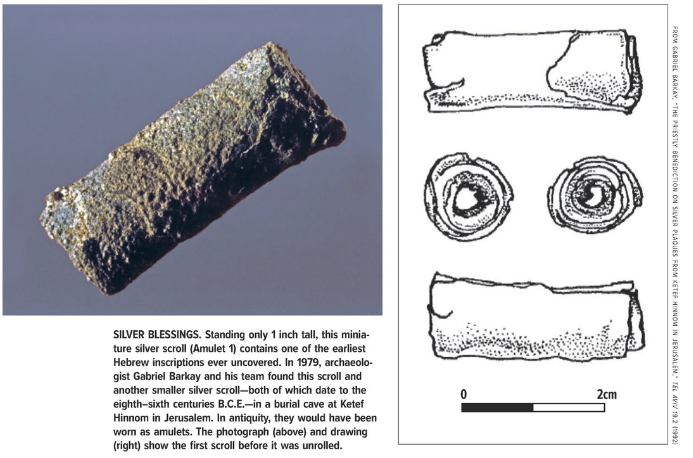 SILVER BLESSINGS. Standing only 1 inch tall, this minia-
ture silver scroll (Amulet 1) contains one of the earliest
Hebrew inscriptions ever uncovered. In 1979, archaeolo-
gist Gabriel Barkay and his team found this scroll and
another smaller silver scroll—both of which date to the
eighth–sixth centuries B.C.E.—in a burial cave at Ketef
Hinnom in Jerusalem. In antiquity, they would have been
worn as amulets. The photograph (above) and drawing
(right) show the first scroll before it was unrolled.
0 2cm
FROM GABRIEL BARKAY, "THE PRIESTLY BENEDICTION ON SILVER PLAQUES FROM KETEF HINNOM IN JERUSALEM," TEL AVIV 19.2 (1992)